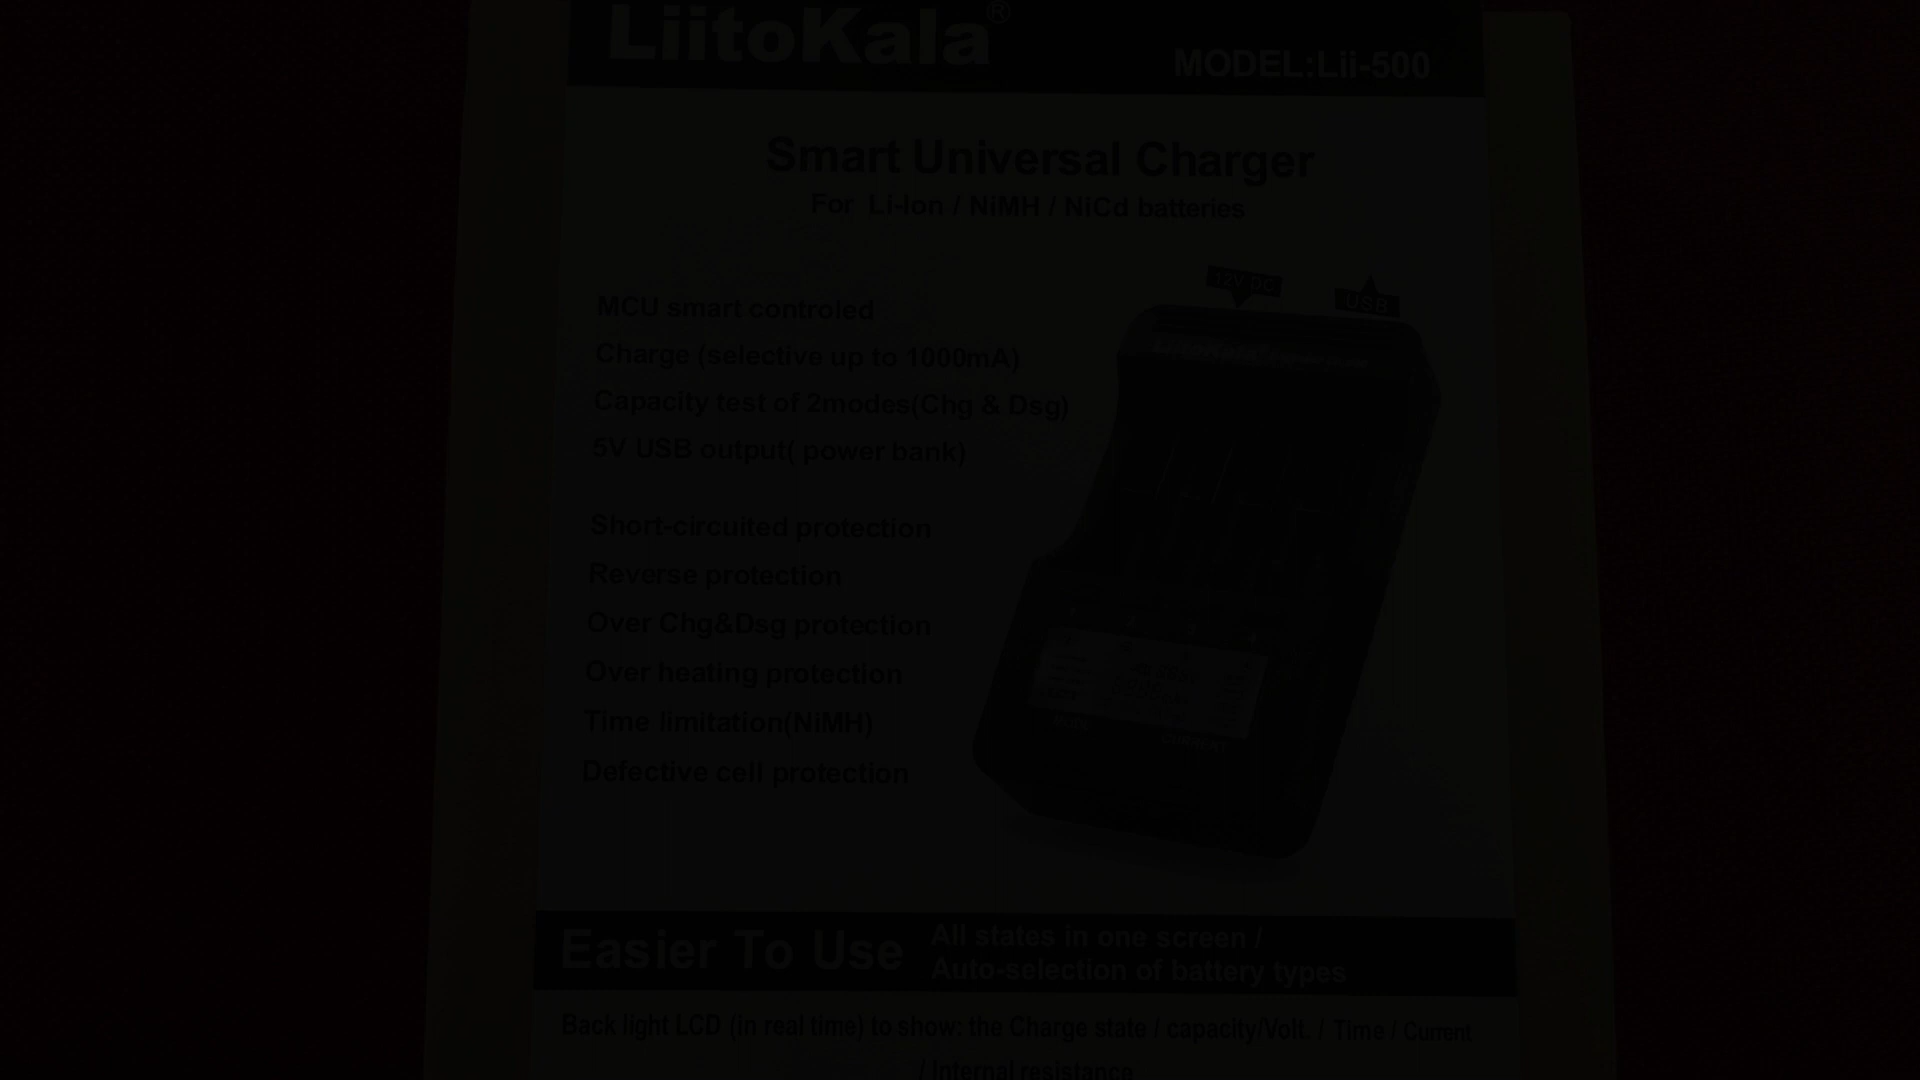 LiitoKala®
MODEL:Lii-500
Smart Universal Charger
For Li-ion / NiMH / NiCd batteries
12V DC
USB
MCU smart controled
Charge (selective up to 1000mA)
Capacity test of 2modes(Chg & Dsg)
5V USB output( power bank)
Short-circuited protection
Reverse protection
Over Chg&Dsg protection
Over heating protection
Time limitation(NiMH)
Defective cell protection
MODE
CURRENT
Easier To Use
All states in one screen /
Auto-selection of battery types
Back light LCD (in real time) to show: the Charge state / capacity/Volt. / Time / Current
/ Internal resistance